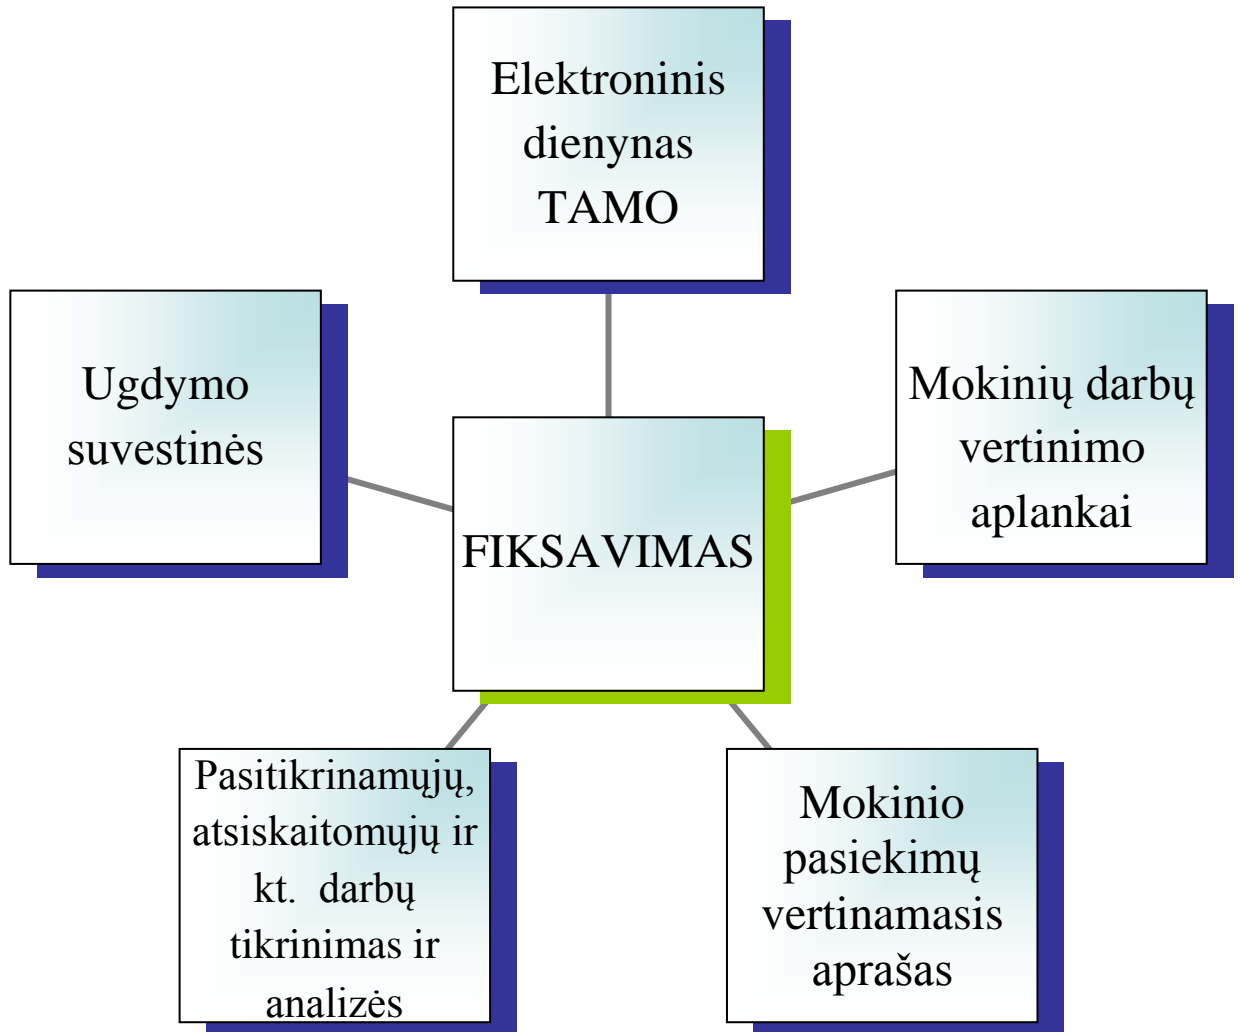 Elektroninis
dienynas
TAMO
Ugdymo
suvestinės
Mokinių darbų
vertinimo
aplankai
FIKSAVIMAS
Pasitikrinamųjų,
atsiskaitomųjų ir
kt. darbų
tikrinimas ir
analizės
Mokinio
pasiekimų
vertinamasis
aprašas